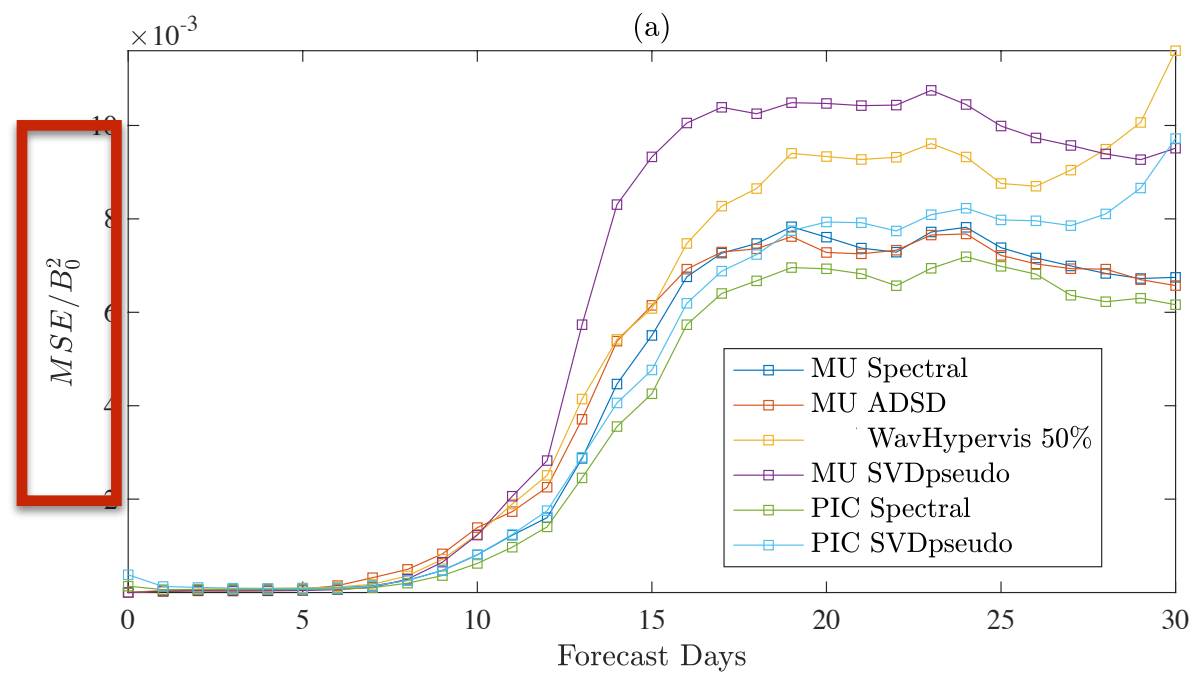 (a)
×10⁻³
10
8
6
4
2
MSE/B₀²
MU Spectral
MU ADSD
WavHypervis 50%
MU SVDpseudo
PIC Spectral
PIC SVDpseudo
0 5 10 15 20 25 30
Forecast Days